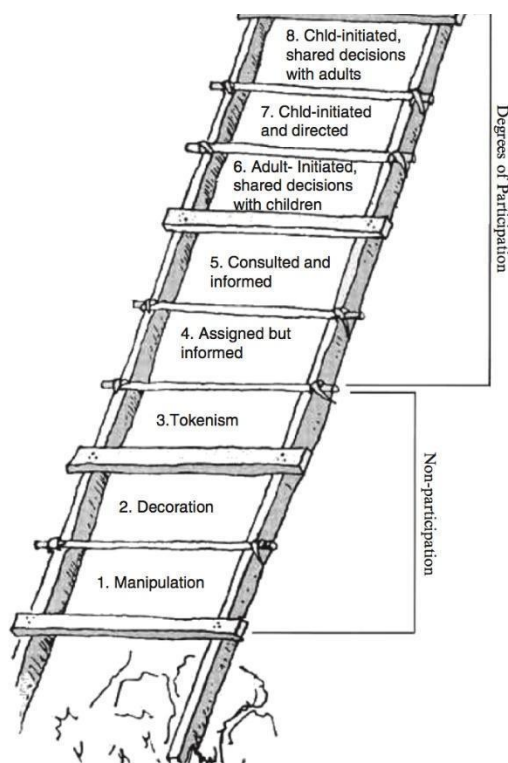 8. Chld-initiated,
shared decisions
with adults
7. Chld-initiated
and directed
6. Adult- Initiated,
shared decisions
with children
5. Consulted and
informed
4. Assigned but
informed
3.Tokenism
2. Decoration
1. Manipulation
Degrees of Participation
Non-participation